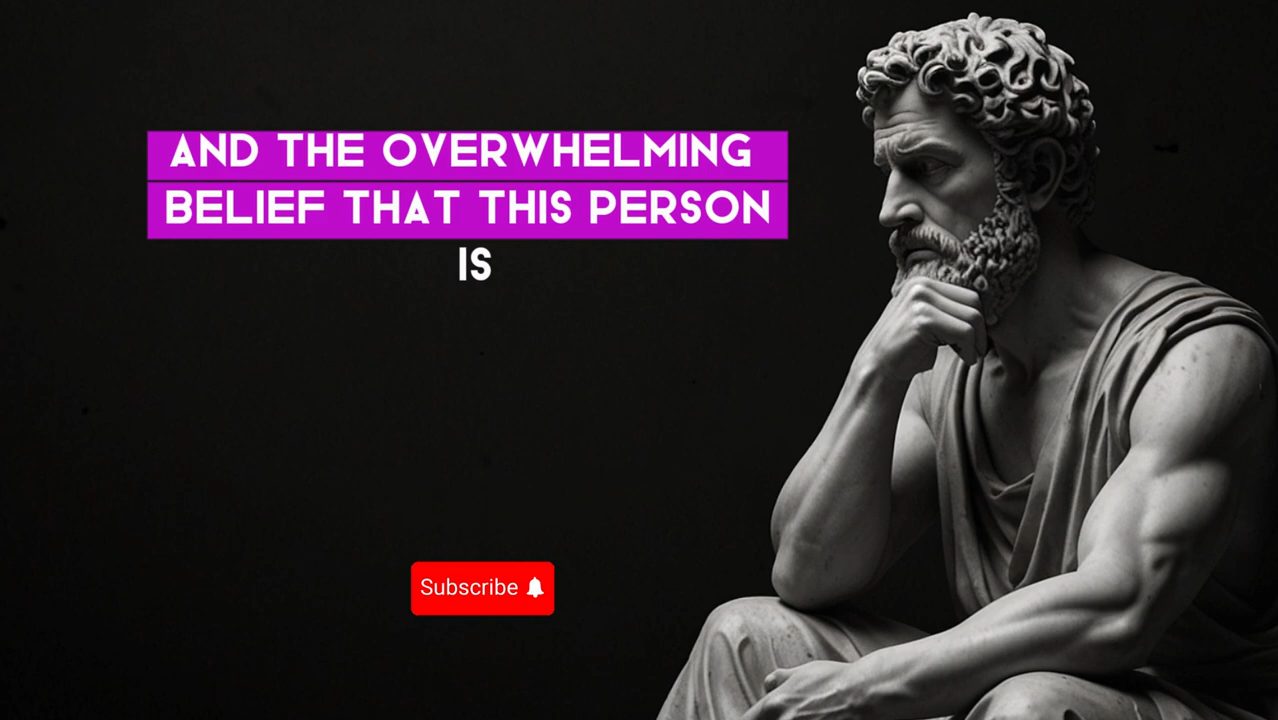 AND THE OVERWHELMING
BELIEF THAT THIS PERSON
IS
Subscribe